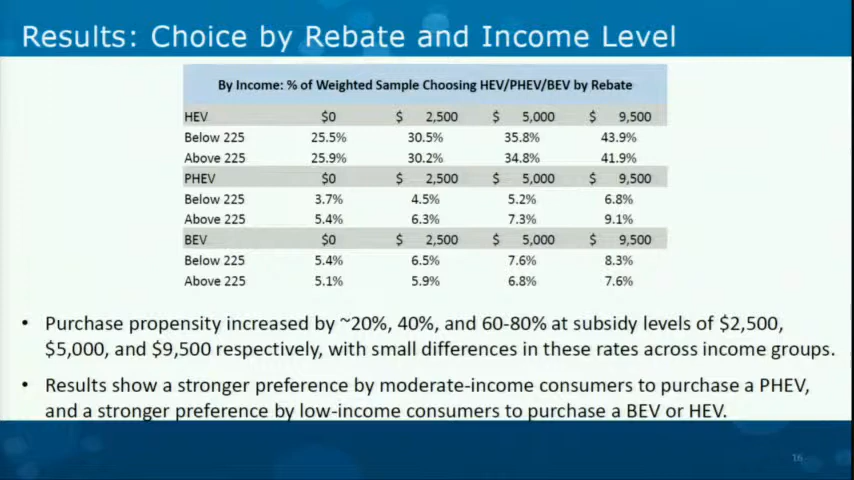 Results: Choice by Rebate and Income Level
By Income: % of Weighted Sample Choosing HEV/PHEV/BEV by Rebate
HEV $0 $ 2,500 $ 5,000 $ 9,500
Below 225 25.5% 30.5% 35.8% 43.9%
Above 225 25.9% 30.2% 34.8% 41.9%
PHEV $0 $ 2,500 $ 5,000 $ 9,500
Below 225 3.7% 4.5% 5.2% 6.8%
Above 225 5.4% 6.3% 7.3% 9.1%
BEV $0 $ 2,500 $ 5,000 $ 9,500
Below 225 5.4% 6.5% 7.6% 8.3%
Above 225 5.1% 5.9% 6.8% 7.6%
• Purchase propensity increased by ~20%, 40%, and 60-80% at subsidy levels of $2,500,
$5,000, and $9,500 respectively, with small differences in these rates across income groups.
• Results show a stronger preference by moderate-income consumers to purchase a PHEV,
and a stronger preference by low-income consumers to purchase a BEV or HEV.
16